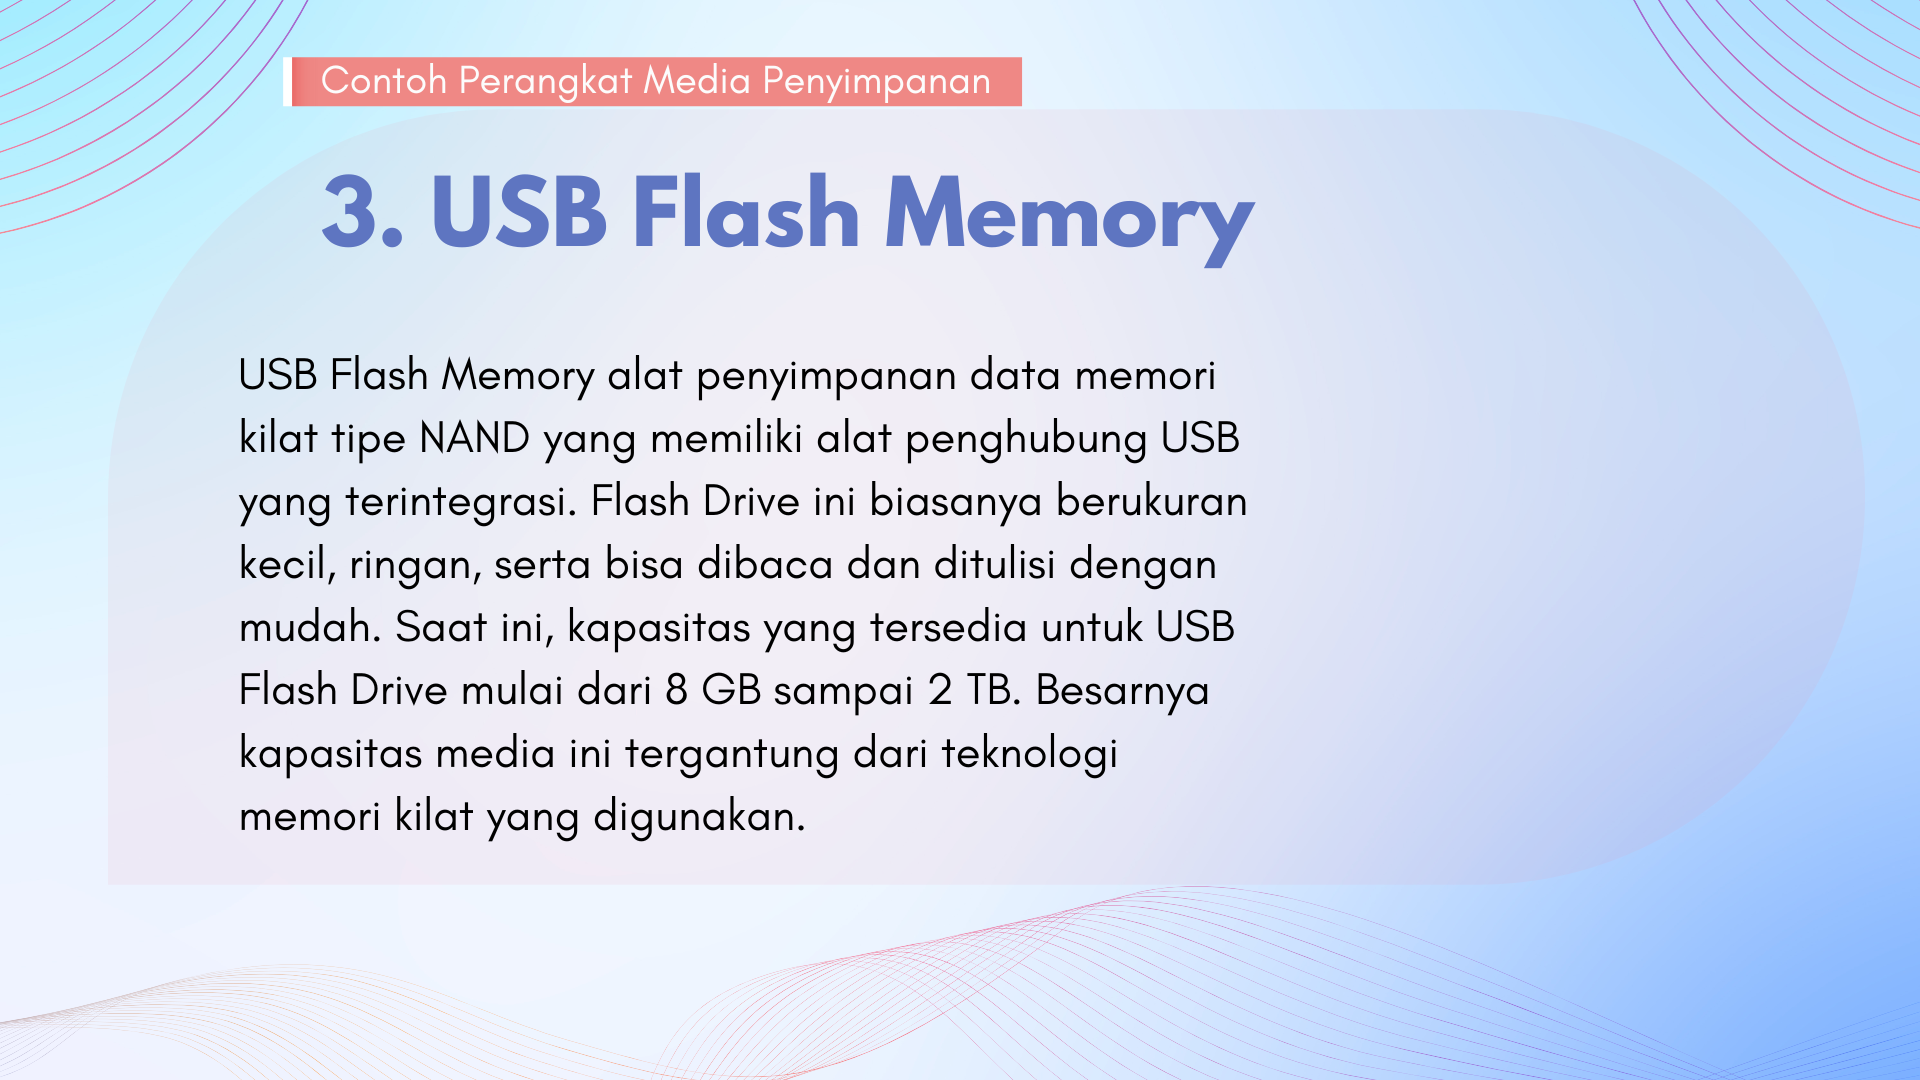 Contoh Perangkat Media Penyimpanan
3. USB Flash Memory
USB Flash Memory alat penyimpanan data memori
kilat tipe NAND yang memiliki alat penghubung USB
yang terintegrasi. Flash Drive ini biasanya berukuran
kecil, ringan, serta bisa dibaca dan ditulisi dengan
mudah. Saat ini, kapasitas yang tersedia untuk USB
Flash Drive mulai dari 8 GB sampai 2 TB. Besarnya
kapasitas media ini tergantung dari teknologi
memori kilat yang digunakan.